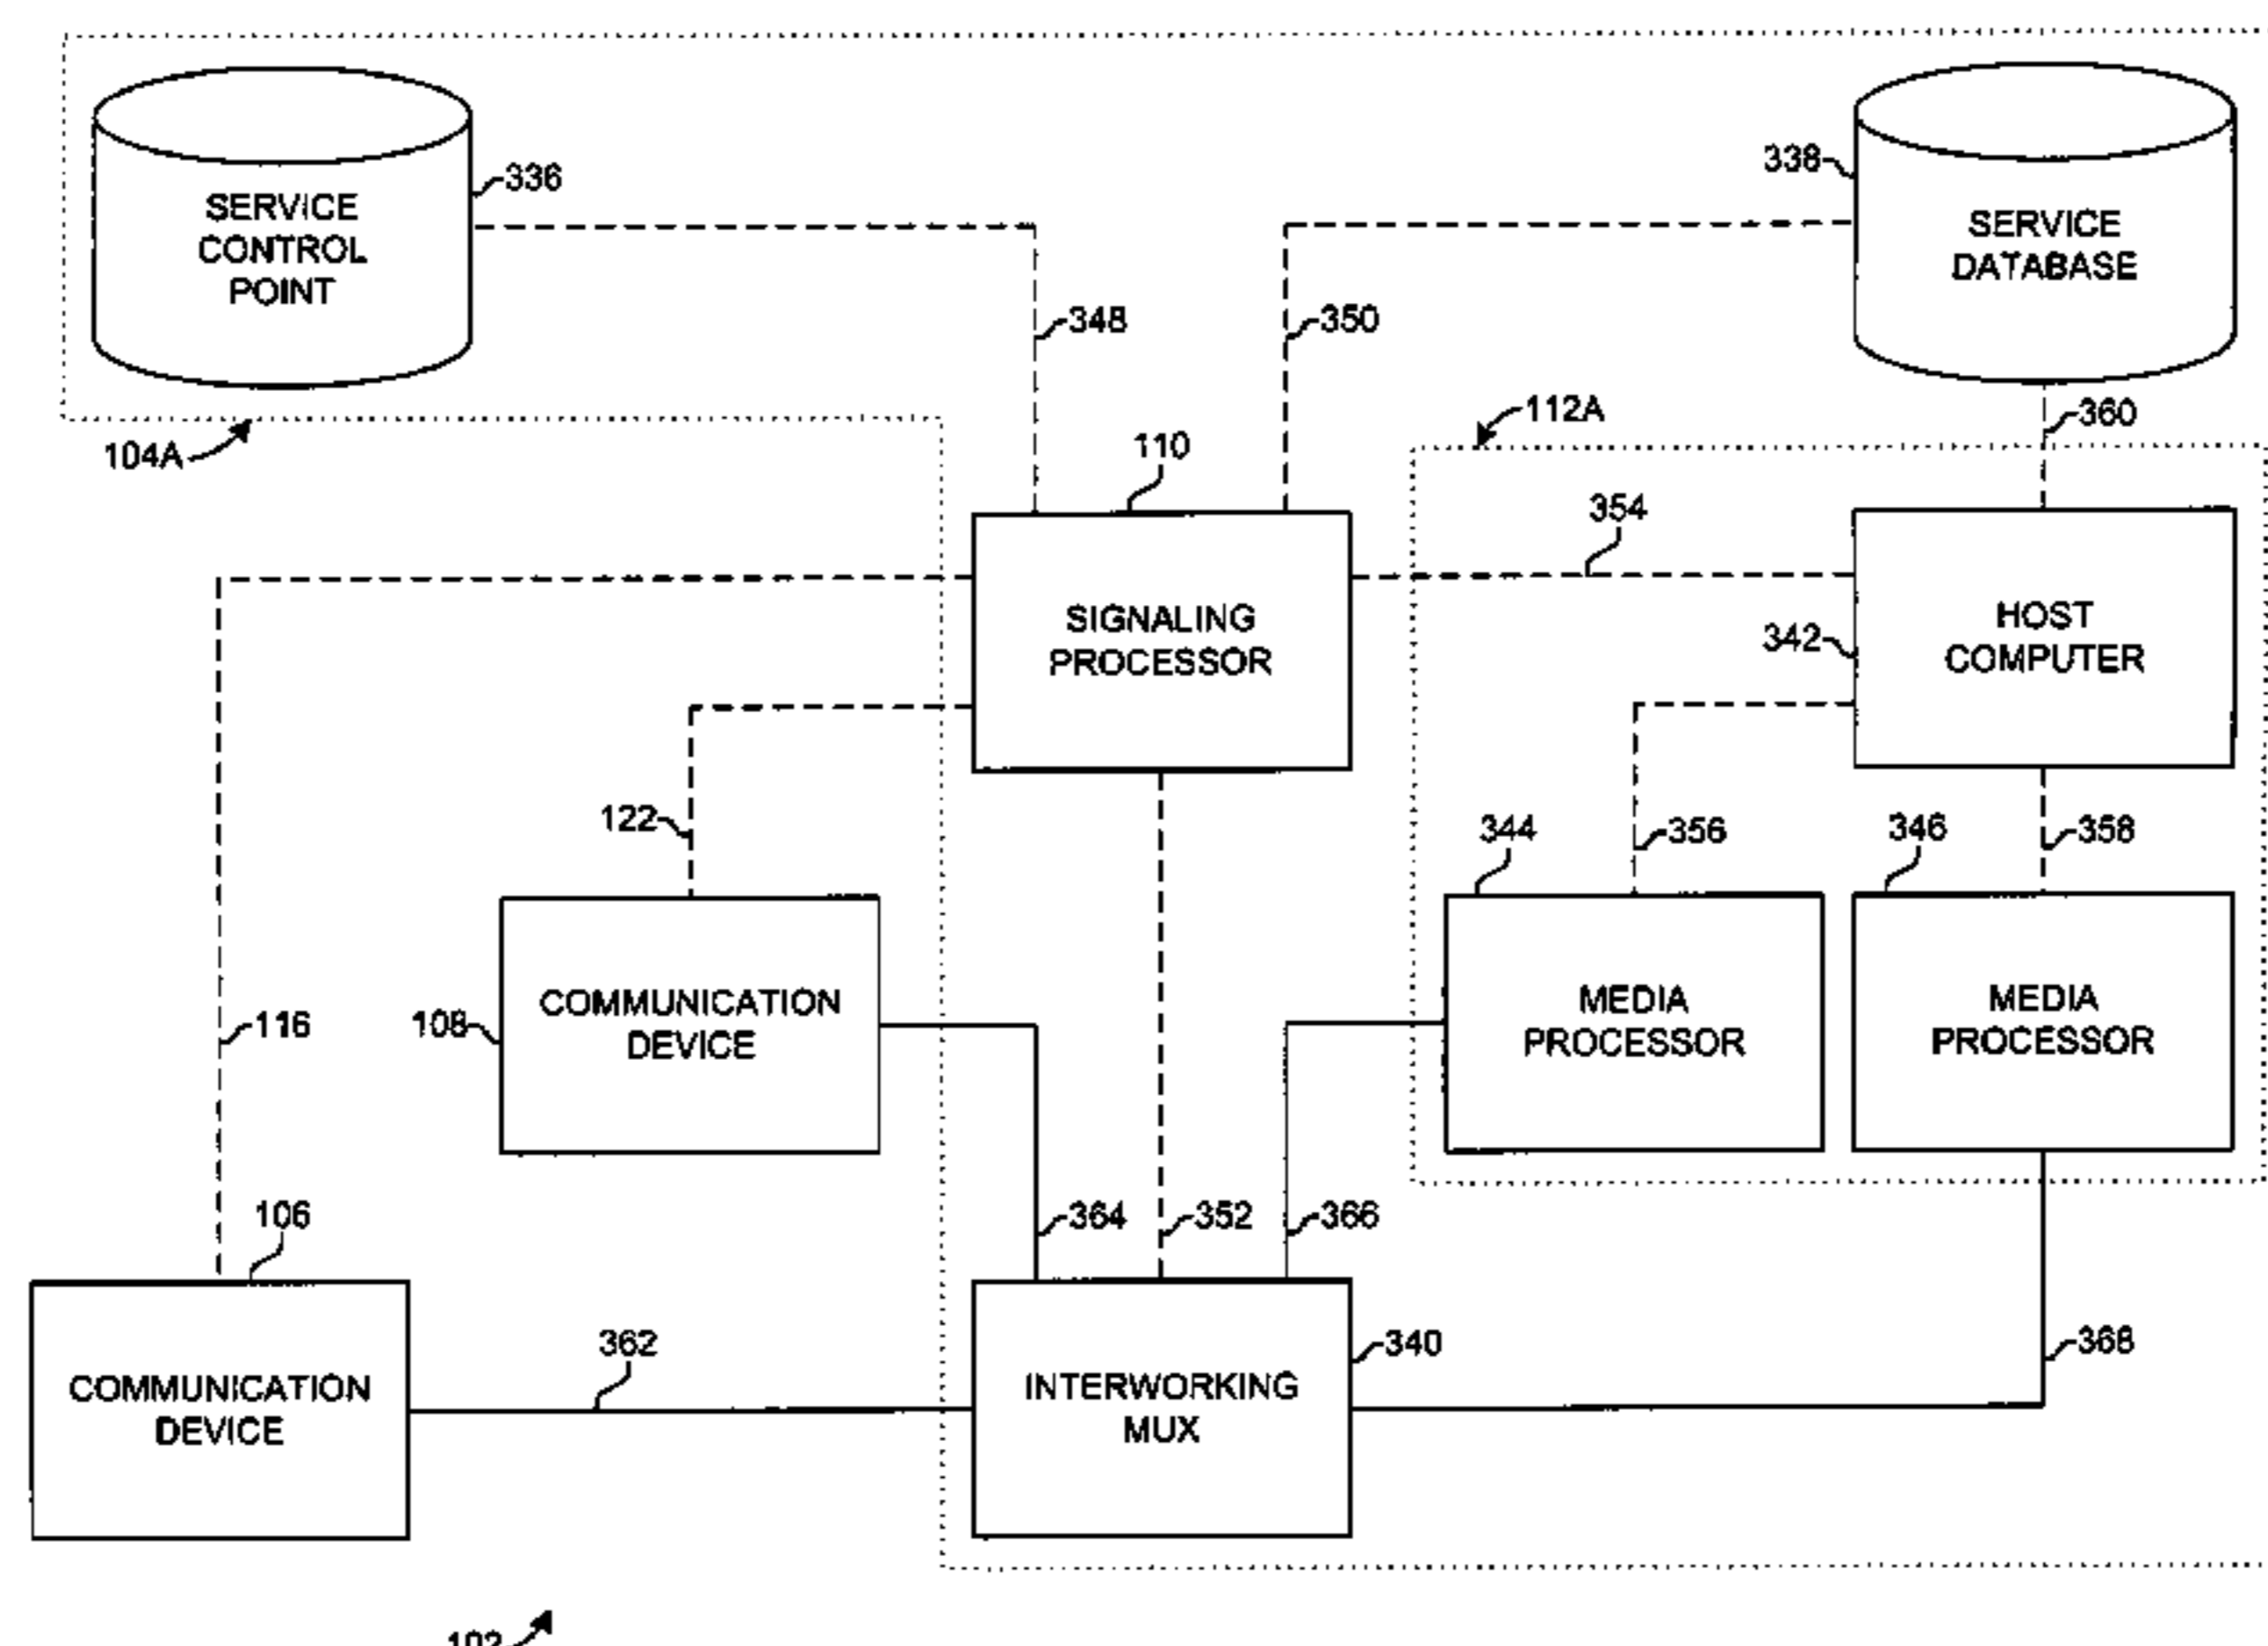 336
SERVICE
CONTROL
POINT
338
SERVICE
DATABASE
348
350
360
104A
112A
110
354
SIGNALING
PROCESSOR
342
HOST
COMPUTER
122
344
356
346
358
108
COMMUNICATION
DEVICE
116
MEDIA
PROCESSOR
MEDIA
PROCESSOR
106
364
352
366
362
340
368
COMMUNICATION
DEVICE
INTERWORKING
MUX
102